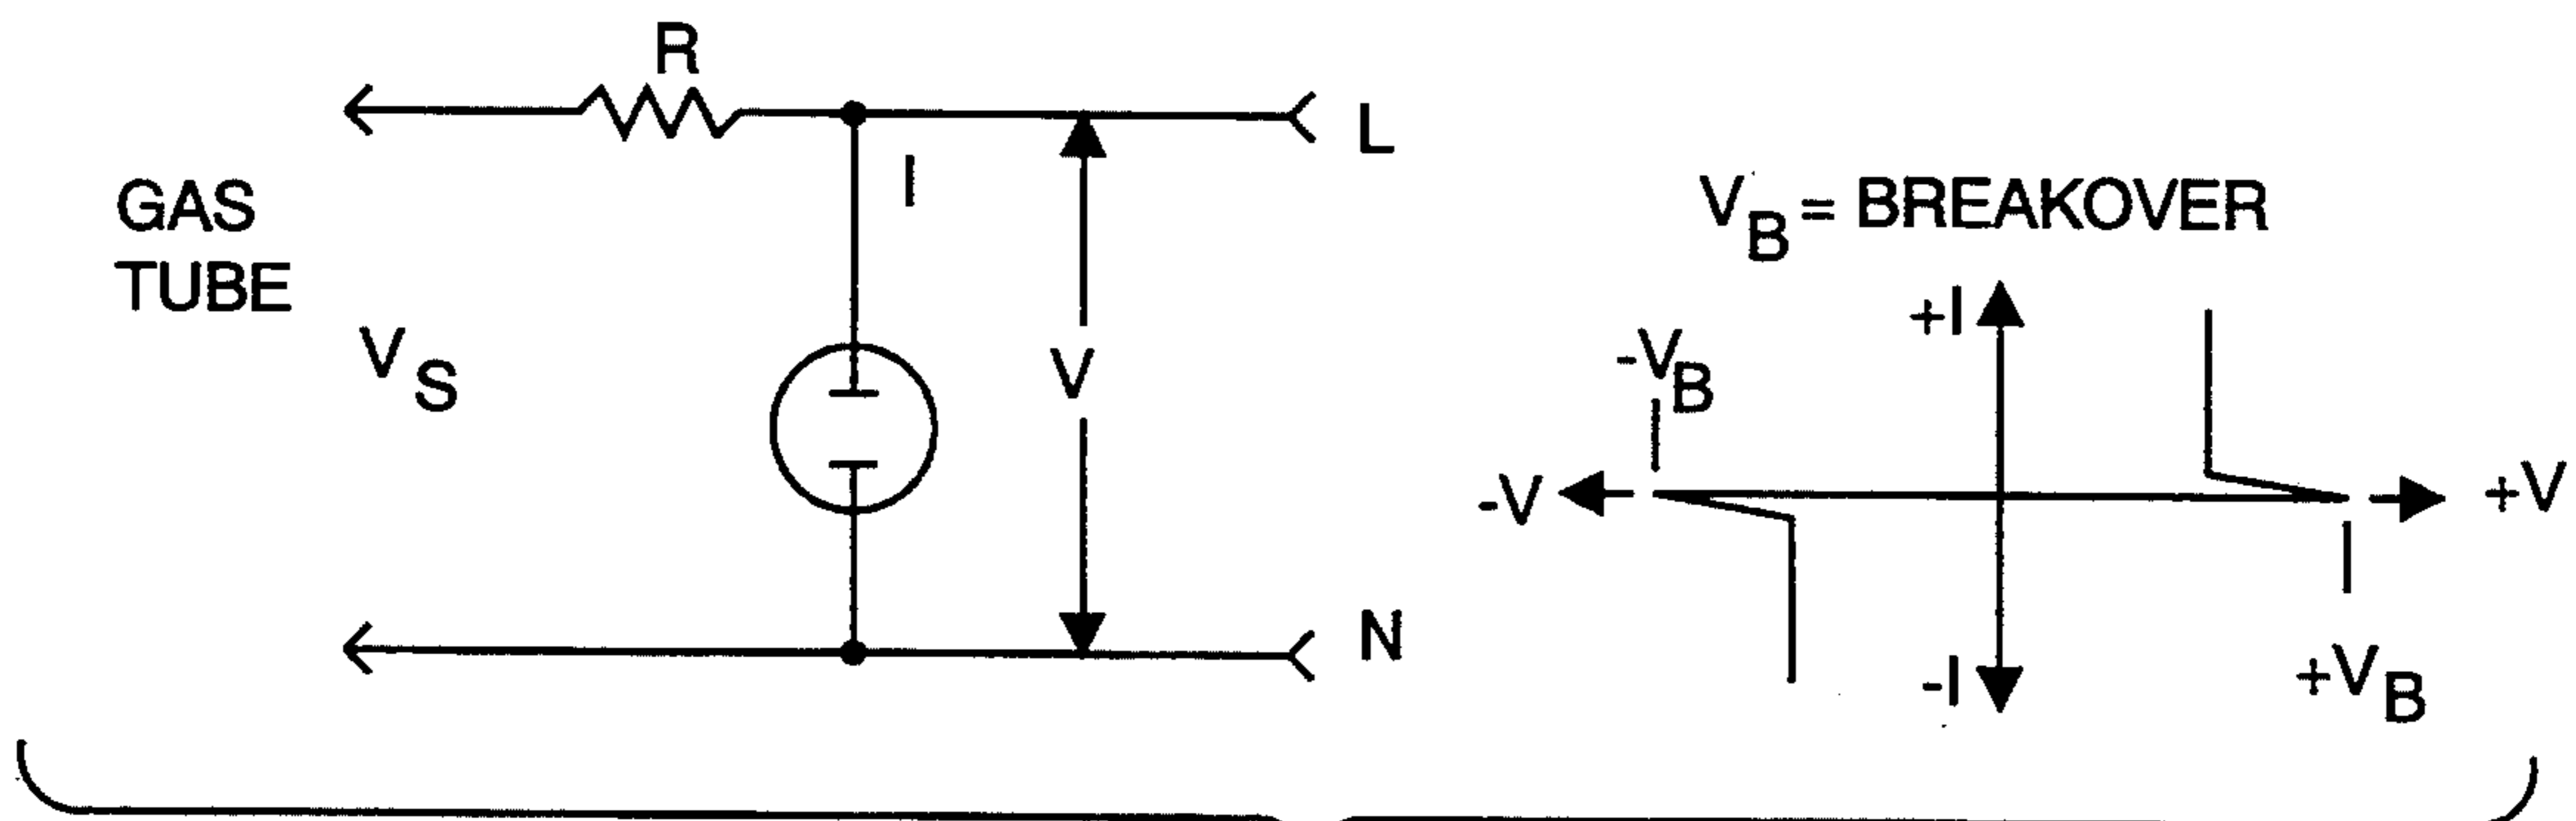 R
L
I
GAS
TUBE
V_S
V
N
V_B = BREAKOVER
+I
-V_B
-V
+V
-I
+V_B